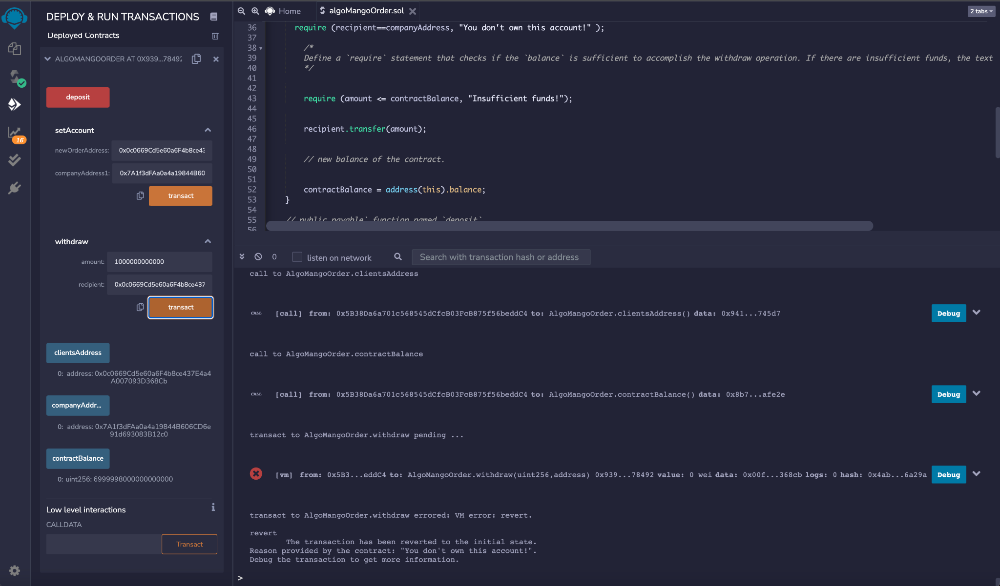 DEPLOY & RUN TRANSACTIONS
Deployed Contracts
ALGOMANGOORDER AT 0X939...78492
deposit
setAccount
newOrderAddress: 0x0c0669Cd5e60a6F4b8ce43
companyAddress1: 0x7A1f3dFAa0a4a19844B60
transact
withdraw
amount: 1000000000000
recipient: 0x0c0669Cd5e60a6F4b8ce437
transact
clientsAddress
0: address: 0x0c0669Cd5e60a6F4b8ce437E4a4
A007093D368Cb
companyAddr...
0: address: 0x7A1f3dFAa0a4a19844B606CD6e
91d693083B12c0
contractBalance
0: uint256: 6999998000000000000
Low level interactions
CALLDATA
Transact
16
Home
algoMangoOrder.sol
2 tabs
36 require (recipient==companyAddress, "You don't own this account!" );
37
38 /*
39 Define a `require` statement that checks if the `balance` is sufficient to accomplish the withdraw operation. If there are insufficient funds, the text
40 */
41
42
43 require (amount <= contractBalance, "Insufficient funds!");
44
45
46 recipient.transfer(amount);
47
48
49 // new balance of the contract.
50
51
52 contractBalance = address(this).balance;
53 }
54
55 // public payable` function named `deposit`
56
0 listen on network Search with transaction hash or address
call to AlgoMangoOrder.clientsAddress
CALL [call] from: 0x5B38Da6a701c568545dCfcB03FcB875f56beddC4 to: AlgoMangoOrder.clientsAddress() data: 0x941...745d7 Debug
call to AlgoMangoOrder.contractBalance
CALL [call] from: 0x5B38Da6a701c568545dCfcB03FcB875f56beddC4 to: AlgoMangoOrder.contractBalance() data: 0x8b7...afe2e Debug
transact to AlgoMangoOrder.withdraw pending ...
[vm] from: 0x5B3...eddC4 to: AlgoMangoOrder.withdraw(uint256,address) 0x939...78492 value: 0 wei data: 0x00f...368cb logs: 0 hash: 0x4ab...6a29a Debug
transact to AlgoMangoOrder.withdraw errored: VM error: revert.
revert
The transaction has been reverted to the initial state.
Reason provided by the contract: "You don't own this account!".
Debug the transaction to get more information.
>